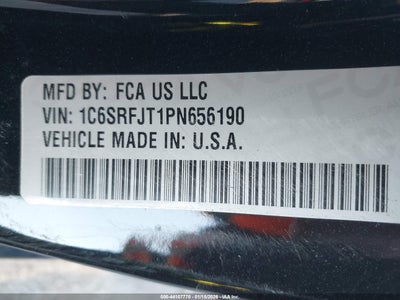 MFD BY: FCA US LLC
VIN: 1C6SRFJT1PN656190
VEHICLE MADE IN: U.S.A.